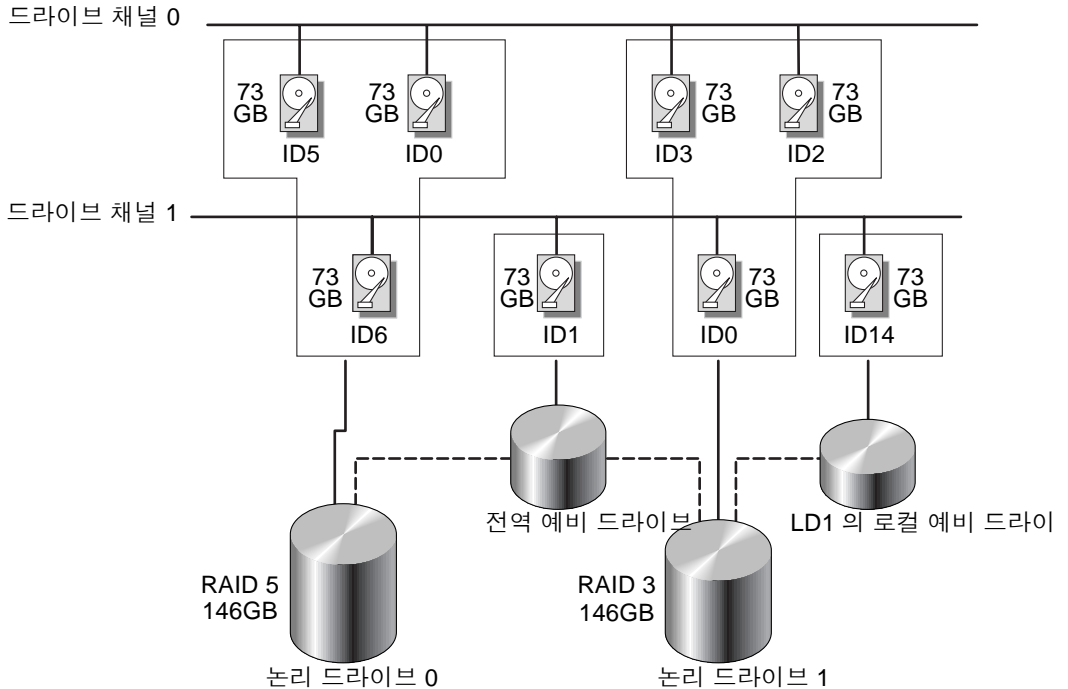 드라이브 채널 0
73
GB
ID5
73
GB
ID0
73
GB
ID3
73
GB
ID2
드라이브 채널 1
73
GB
ID6
73
GB
ID1
73
GB
ID0
73
GB
ID14
전역 예비 드라이브
LD1 의 로컬 예비 드라이
RAID 5
146GB
RAID 3
146GB
논리 드라이브 0
논리 드라이브 1